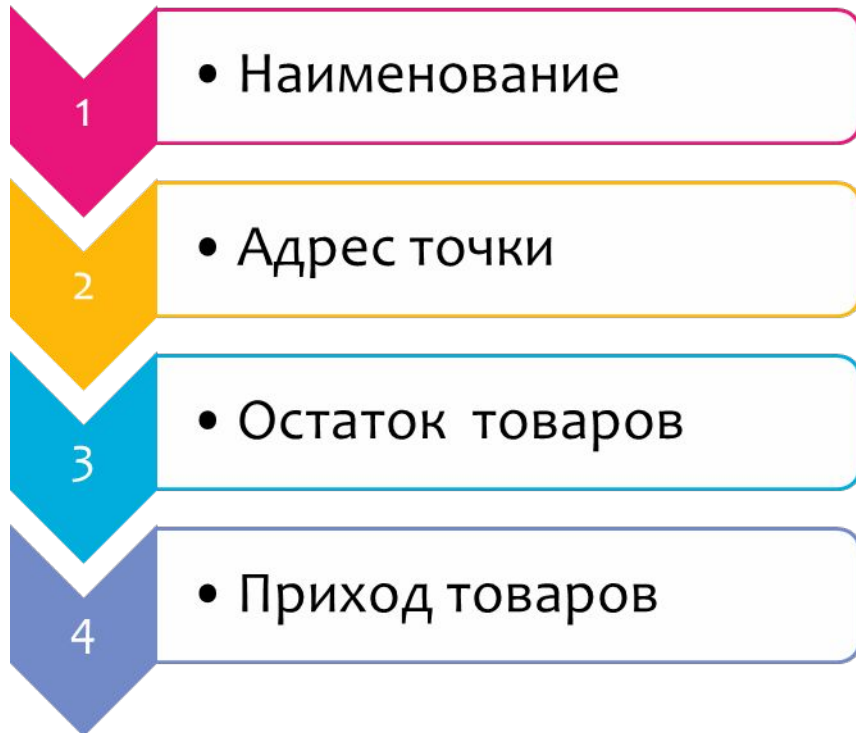 1
• Наименование
2
• Адрес точки
3
• Остаток товаров
4
• Приход товаров